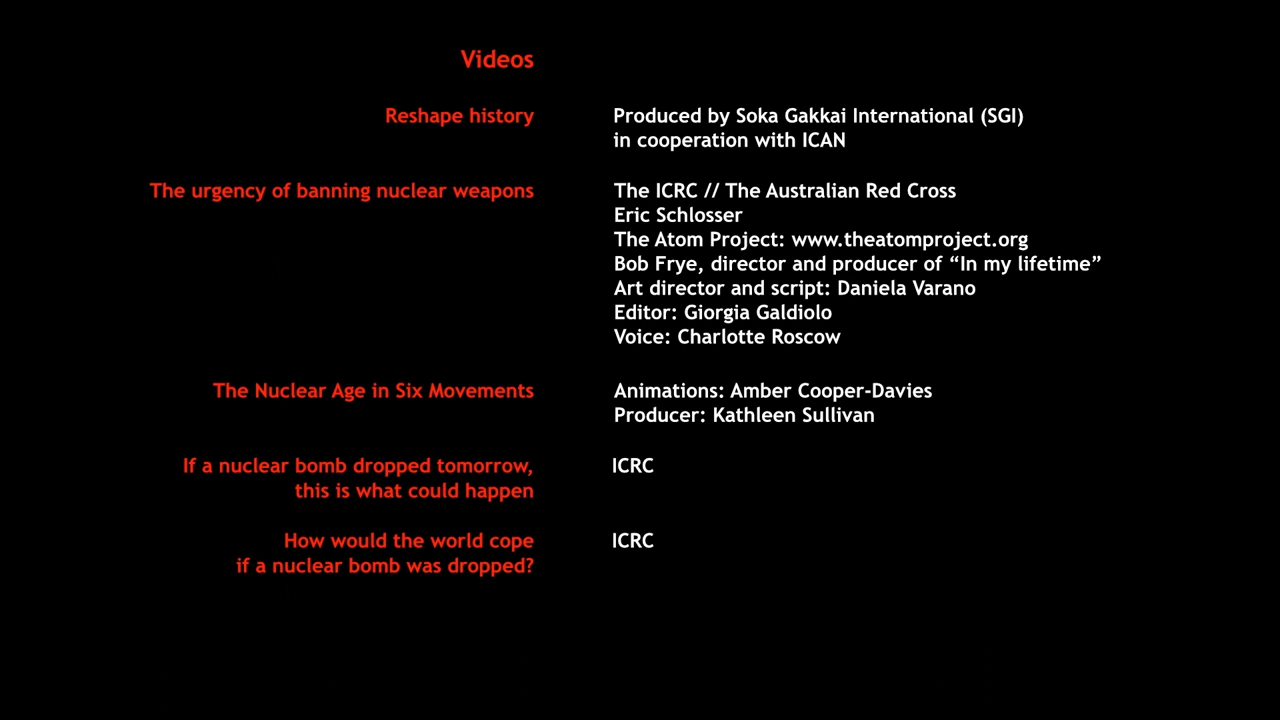 Videos
Reshape history
Produced by Soka Gakkai International (SGI)
in cooperation with ICAN
The urgency of banning nuclear weapons
The ICRC // The Australian Red Cross
Eric Schlosser
The Atom Project: www.theatomproject.org
Bob Frye, director and producer of “In my lifetime”
Art director and script: Daniela Varano
Editor: Giorgia Galdiolo
Voice: Charlotte Roscow
The Nuclear Age in Six Movements
Animations: Amber Cooper-Davies
Producer: Kathleen Sullivan
If a nuclear bomb dropped tomorrow,
this is what could happen
ICRC
How would the world cope
if a nuclear bomb was dropped?
ICRC